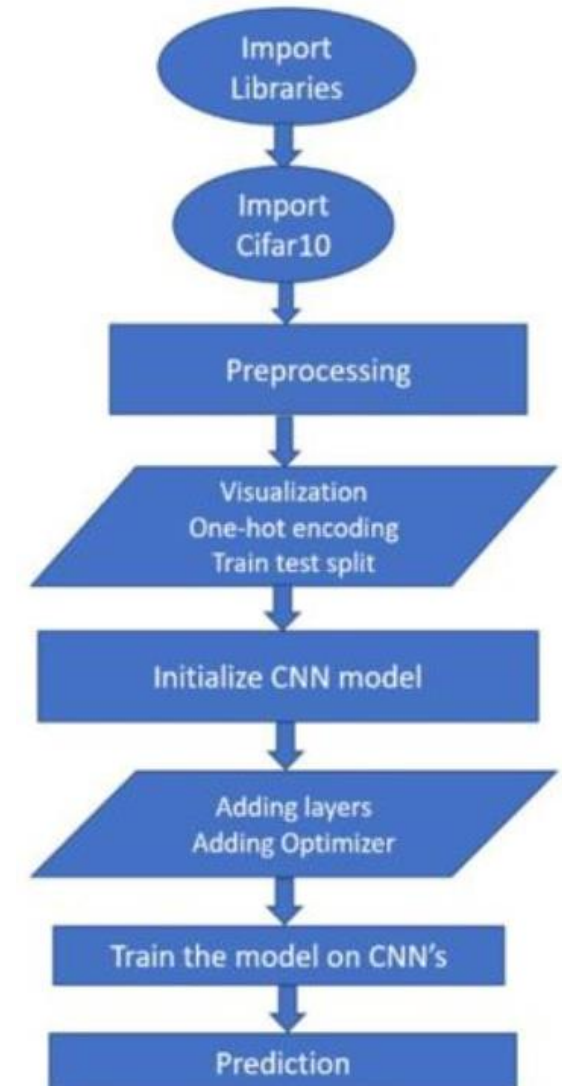 Import
Libraries
Import
Cifar10
Preprocessing
Visualization
One-hot encoding
Train test split
Initialize CNN model
Adding layers
Adding Optimizer
Train the model on CNN's
Prediction